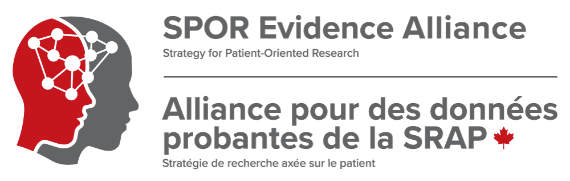 SPOR Evidence Alliance
Strategy for Patient-Oriented Research
Alliance pour des données
probantes de la SRAP
Stratégie de recherche axée sur le patient